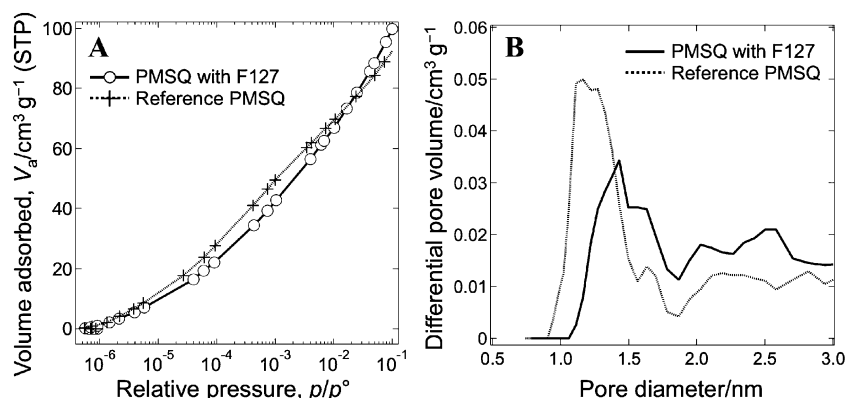 A
PMSQ with F127
Reference PMSQ
Volume adsorbed, Va/cm³ g⁻¹ (STP)
100
80
60
40
20
0
10⁻⁶
10⁻⁵
10⁻⁴
10⁻³
10⁻²
10⁻¹
Relative pressure, p/p°
B
PMSQ with F127
Reference PMSQ
Differential pore volume/cm³ g⁻¹
0.06
0.05
0.04
0.03
0.02
0.01
0
0.5
1.0
1.5
2.0
2.5
3.0
Pore diameter/nm